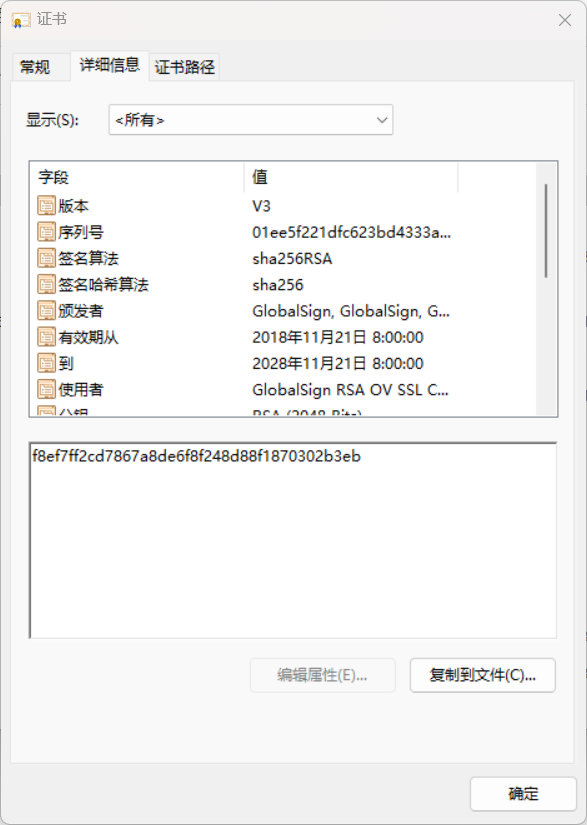 证书
常规 详细信息 证书路径
显示(S): <所有>
字段 值
版本 V3
序列号 01ee5f221dfc623bd4333a...
签名算法 sha256RSA
签名哈希算法 sha256
颁发者 GlobalSign, GlobalSign, G...
有效期从 2018年11月21日 8:00:00
到 2028年11月21日 8:00:00
使用者 GlobalSign RSA OV SSL C...
公钥 RSA (2048 Bits)
f8ef7ff2cd7867a8de6f8f248d88f1870302b3eb
编辑属性(E)... 复制到文件(C)...
确定